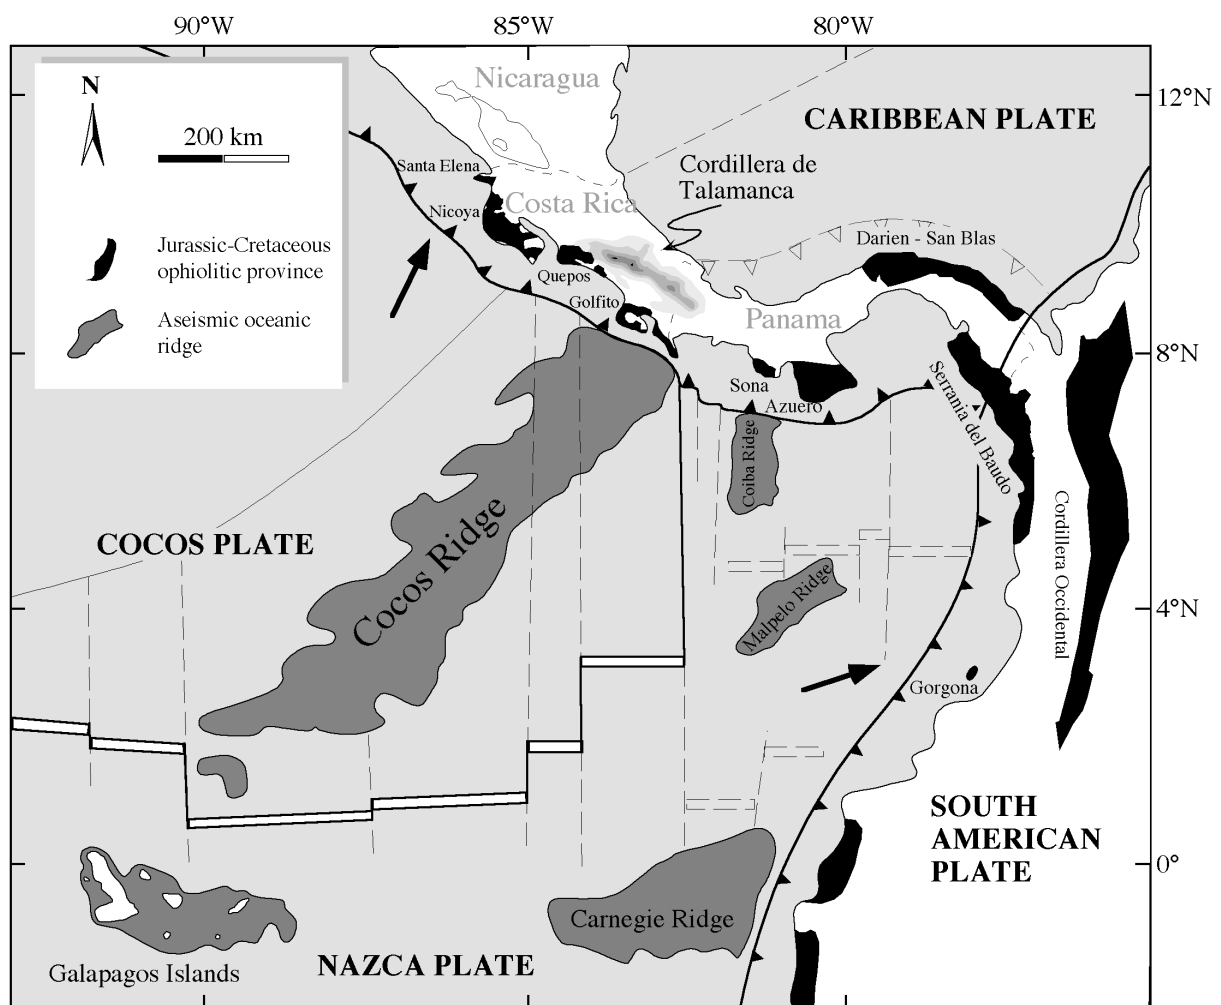 90°W
85°W
80°W
12°N
8°N
4°N
0°
N
200 km
Jurassic-Cretaceous
ophiolitic province
Aseismic oceanic
ridge
Nicaragua
CARIBBEAN PLATE
Santa Elena
Cordillera de
Talamanca
Nicoya
Costa Rica
Darien - San Blas
Quepos
Golfito
Panama
Sona
Azuero
Serrania del Baudo
Coiba Ridge
COCOS PLATE
Cocos Ridge
Cordillera Occidental
Malpelo Ridge
Gorgona
SOUTH
AMERICAN
PLATE
Carnegie Ridge
Galapagos Islands
NAZCA PLATE